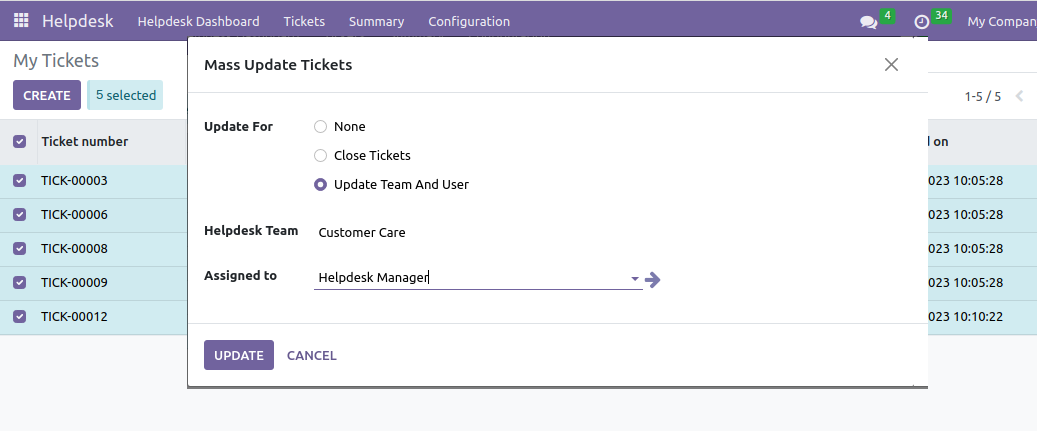 Helpdesk Helpdesk Dashboard Tickets Summary Configuration 4 34 My Compan
My Tickets
CREATE 5 selected
1-5 / 5
Mass Update Tickets
Update For
None
Close Tickets
Update Team And User
Helpdesk Team Customer Care
Assigned to Helpdesk Manager
UPDATE CANCEL
Ticket number on
TICK-00003 023 10:05:28
TICK-00006 023 10:05:28
TICK-00008 023 10:05:28
TICK-00009 023 10:05:28
TICK-00012 023 10:10:22